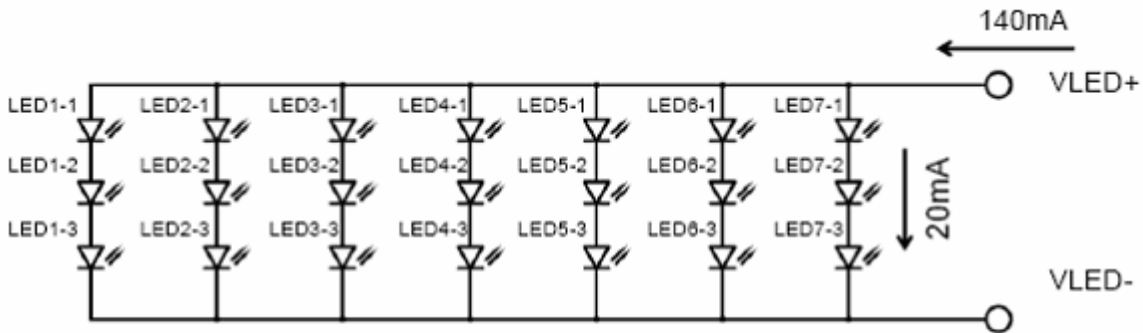 140mA
VLED+
LED1-1 LED2-1 LED3-1 LED4-1 LED5-1 LED6-1 LED7-1
LED1-2 LED2-2 LED3-2 LED4-2 LED5-2 LED6-2 LED7-2
20mA
LED1-3 LED2-3 LED3-3 LED4-3 LED5-3 LED6-3 LED7-3
VLED-